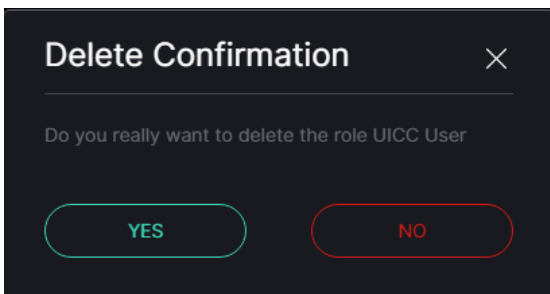 Delete Confirmation
Do you really want to delete the role UICC User
YES
NO